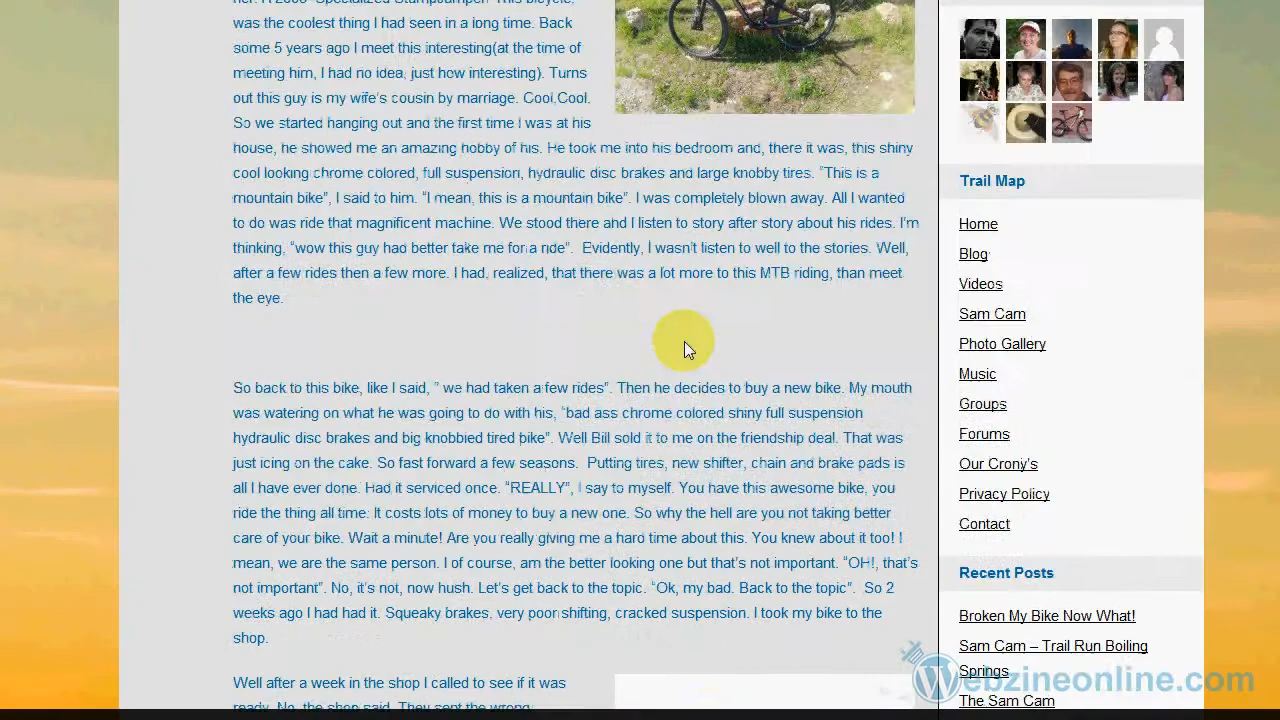 was the coolest thing I had seen in a long time. Back
some 5 years ago I meet this interesting(at the time of
meeting him, I had no idea, just how interesting). Turns
out this guy is my wife's cousin by marriage. Cool,Cool.
So we started hanging out and the first time I was at his
house, he showed me an amazing hobby of his. He took me into his bedroom and, there it was, this shiny
cool looking chrome colored, full suspension, hydraulic disc brakes and large knobby tires. "This is a
mountain bike", I said to him. "I mean, this is a mountain bike". I was completely blown away. All I wanted
to do was ride that magnificent machine. We stood there and I listen to story after story about his rides. I'm
thinking, "wow this guy had better take me for a ride".  Evidently, I wasn't listen to well to the stories. Well,
after a few rides then a few more. I had, realized, that there was a lot more to this MTB riding, than meet
the eye.
So back to this bike, like I said, " we had taken a few rides". Then he decides to buy a new bike. My mouth
was watering on what he was going to do with his, "bad ass chrome colored shiny full suspension
hydraulic disc brakes and big knobbied tired bike". Well Bill sold it to me on the friendship deal. That was
just icing on the cake. So fast forward a few seasons.  Putting tires, new shifter, chain and brake pads is
all I have ever done. Had it serviced once. "REALLY", I say to myself. You have this awesome bike, you
ride the thing all time. It costs lots of money to buy a new one. So why the hell are you not taking better
care of your bike. Wait a minute! Are you really giving me a hard time about this. You knew about it too! I
mean, we are the same person. I of course, am the better looking one but that's not important. "OH!, that's
not important". No, it's not, now hush. Let's get back to the topic. "Ok, my bad. Back to the topic".  So 2
weeks ago I had had it. Squeaky brakes, very poor shifting, cracked suspension. I took my bike to the
shop.
Well after a week in the shop I called to see if it was
ready. No, the shop said. They sent the wrong
Trail Map
Home
Blog
Videos
Sam Cam
Photo Gallery
Music
Groups
Forums
Our Crony's
Privacy Policy
Contact
Recent Posts
Broken My Bike Now What!
Sam Cam – Trail Run Boiling
Springs
The Sam Cam
Webzineonline.com